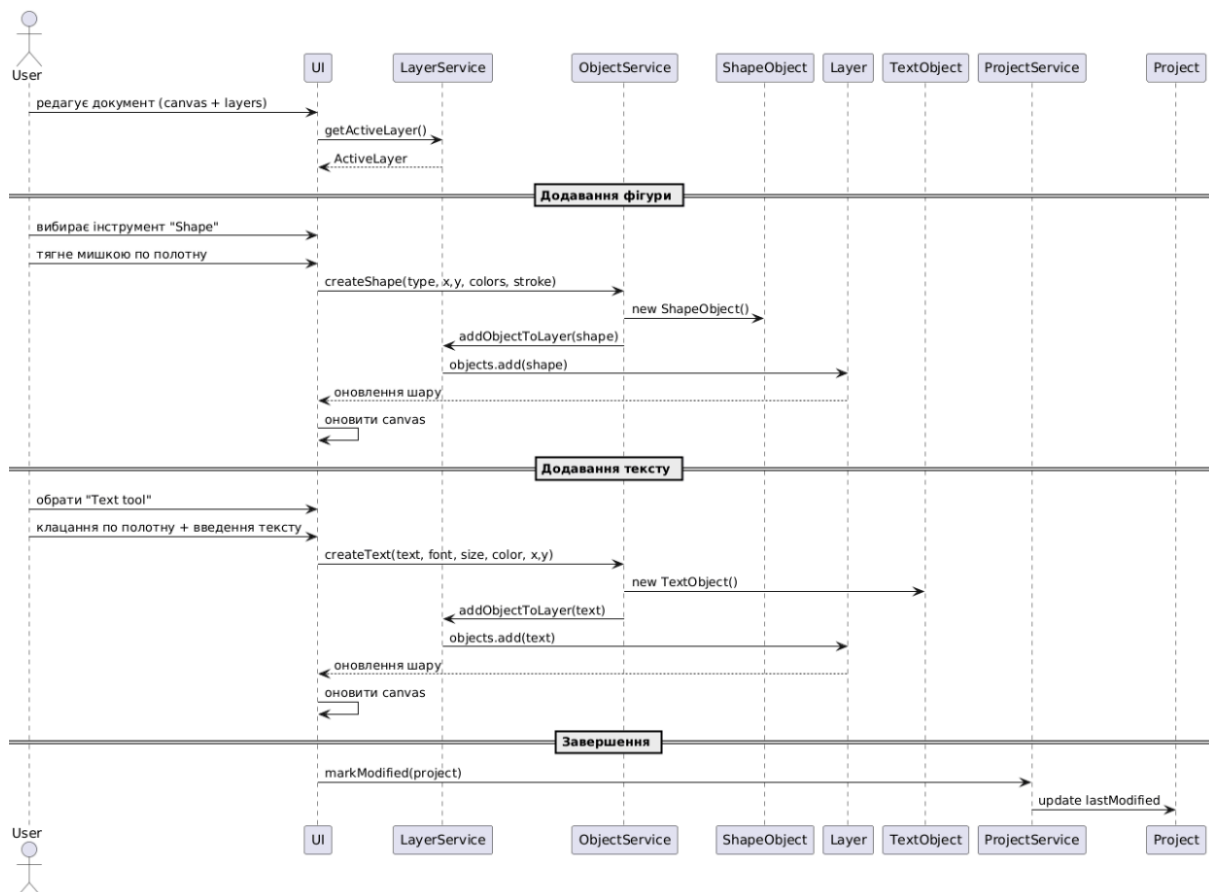 User
UI
LayerService
ObjectService
ShapeObject
Layer
TextObject
ProjectService
Project
редагує документ (canvas + layers)
getActiveLayer()
ActiveLayer
Додавання фігури
вибирає інструмент "Shape"
тягне мишкою по полотну
createShape(type, x,y, colors, stroke)
new ShapeObject()
addObjectToLayer(shape)
objects.add(shape)
оновлення шару
оновити canvas
Додавання тексту
обрати "Text tool"
клацання по полотну + введення тексту
createText(text, font, size, color, x,y)
new TextObject()
addObjectToLayer(text)
objects.add(text)
оновлення шару
оновити canvas
Завершення
markModified(project)
update lastModified
User
UI
LayerService
ObjectService
ShapeObject
Layer
TextObject
ProjectService
Project